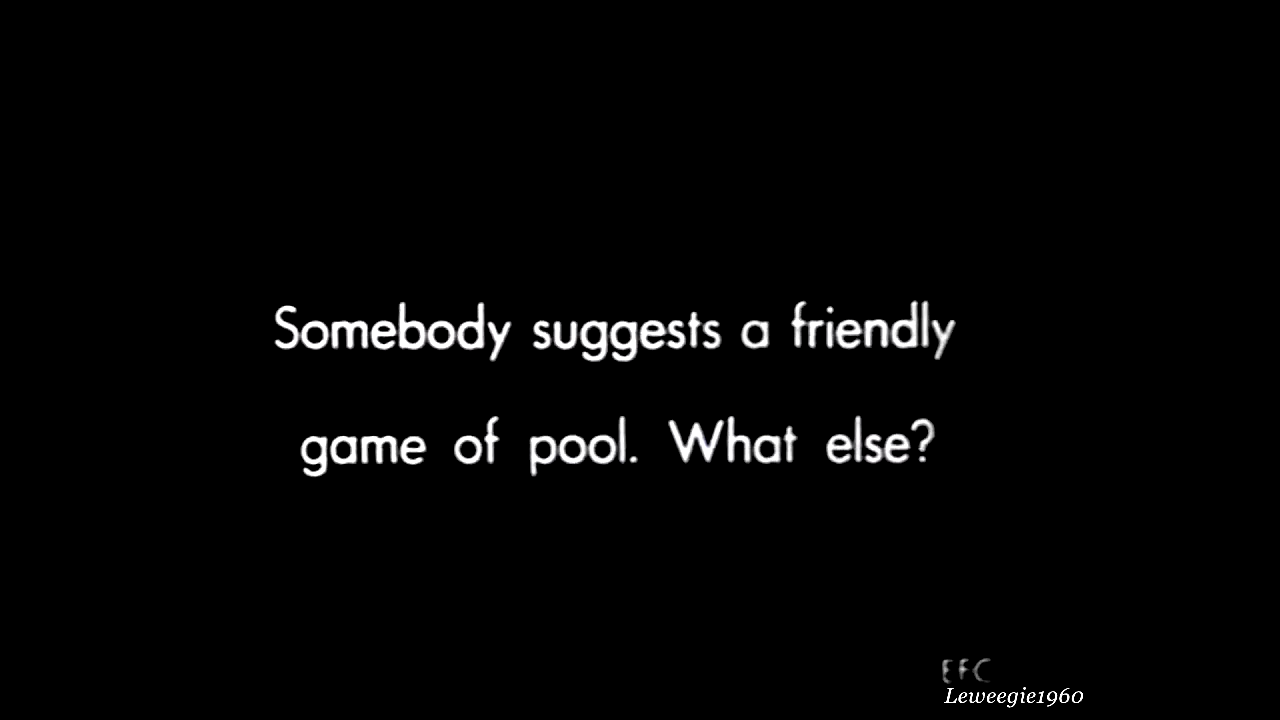 Somebody suggests a friendly
game of pool. What else?
EFC
Leweegie1960